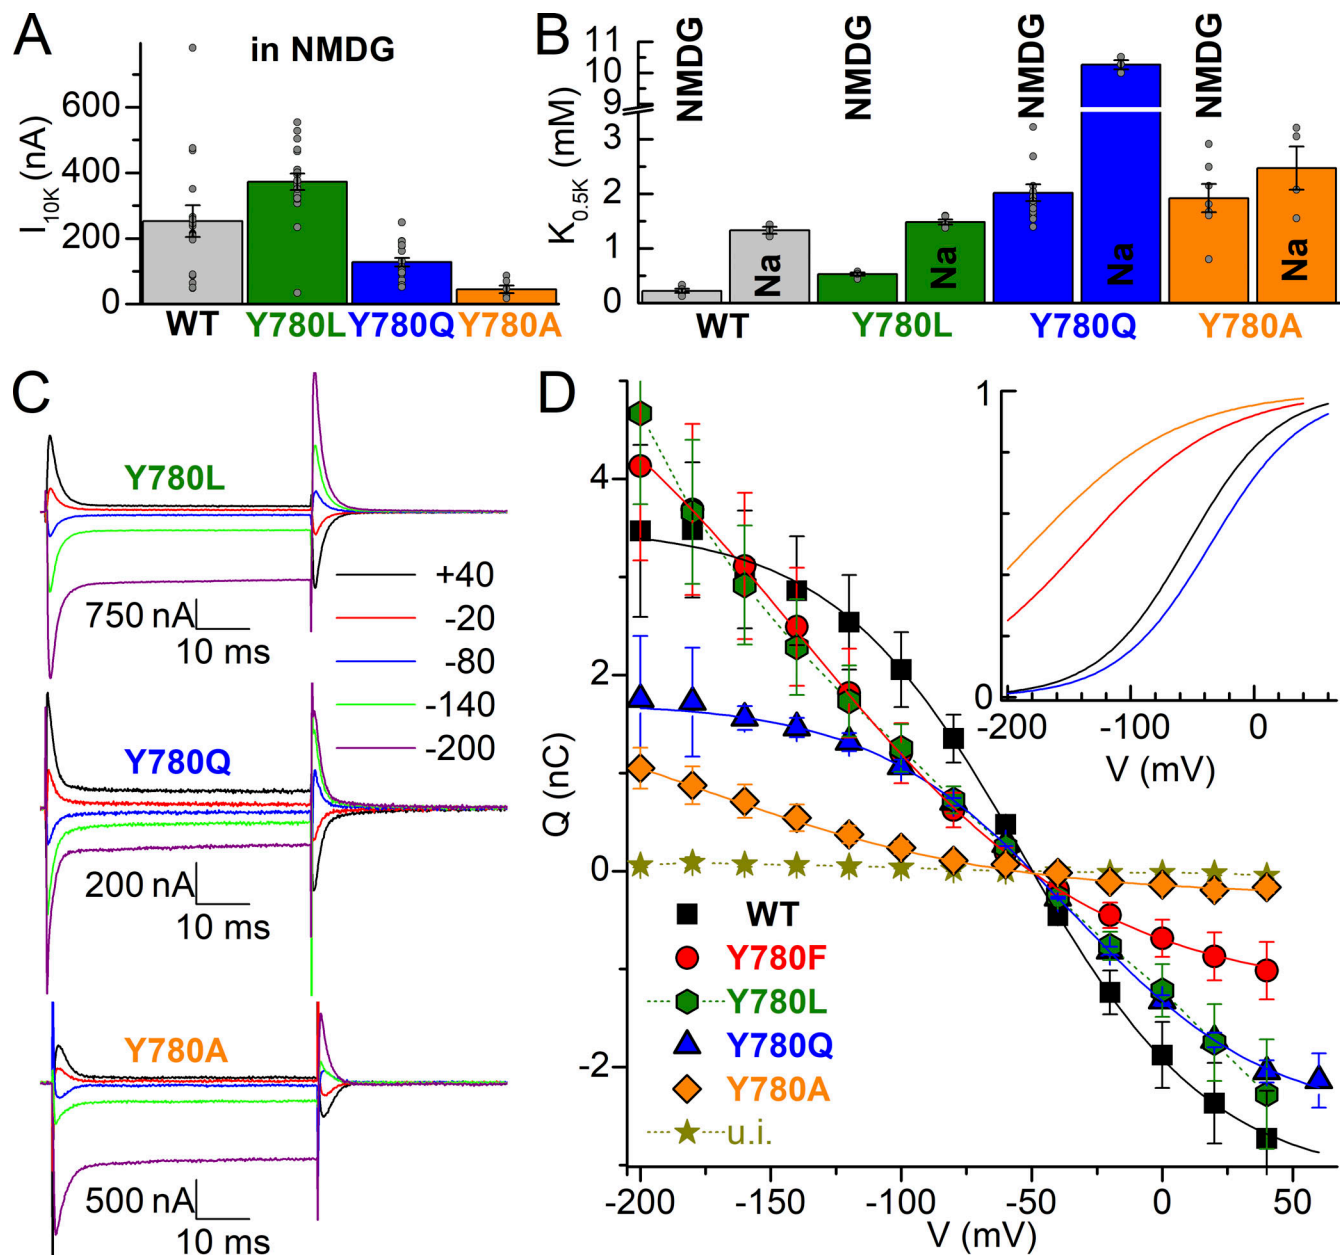 A
in NMDG
I10K (nA)
600
400
200
0
WT
Y780L
Y780Q
Y780A
B
K0.5K (mM)
11
10
9
3
2
1
0
NMDG
NMDG
NMDG
NMDG
Na
Na
Na
Na
WT
Y780L
Y780Q
Y780A
C
Y780L
750 nA
10 ms
+40
-20
-80
-140
-200
Y780Q
200 nA
10 ms
Y780A
500 nA
10 ms
D
Q (nC)
4
2
0
-2
-200
-150
-100
-50
0
50
V (mV)
WT
Y780F
Y780L
Y780Q
Y780A
u.i.
1
0
-200
-100
0
V (mV)